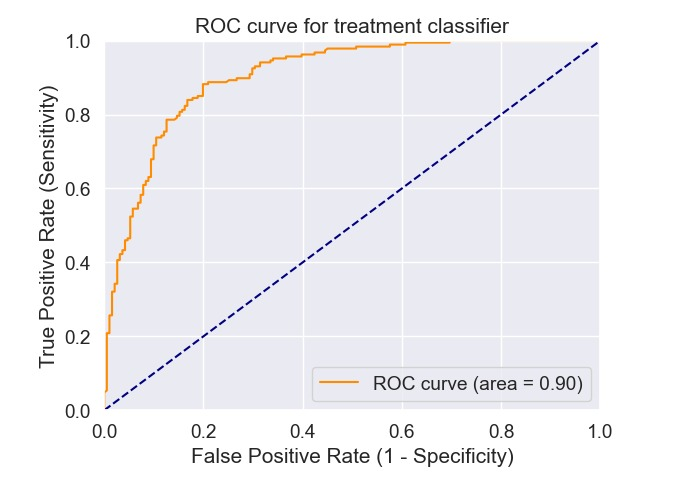 ROC curve for treatment classifier
True Positive Rate (Sensitivity)
1.0
0.8
0.6
0.4
0.2
0.0
ROC curve (area = 0.90)
0.0 0.2 0.4 0.6 0.8 1.0
False Positive Rate (1 - Specificity)